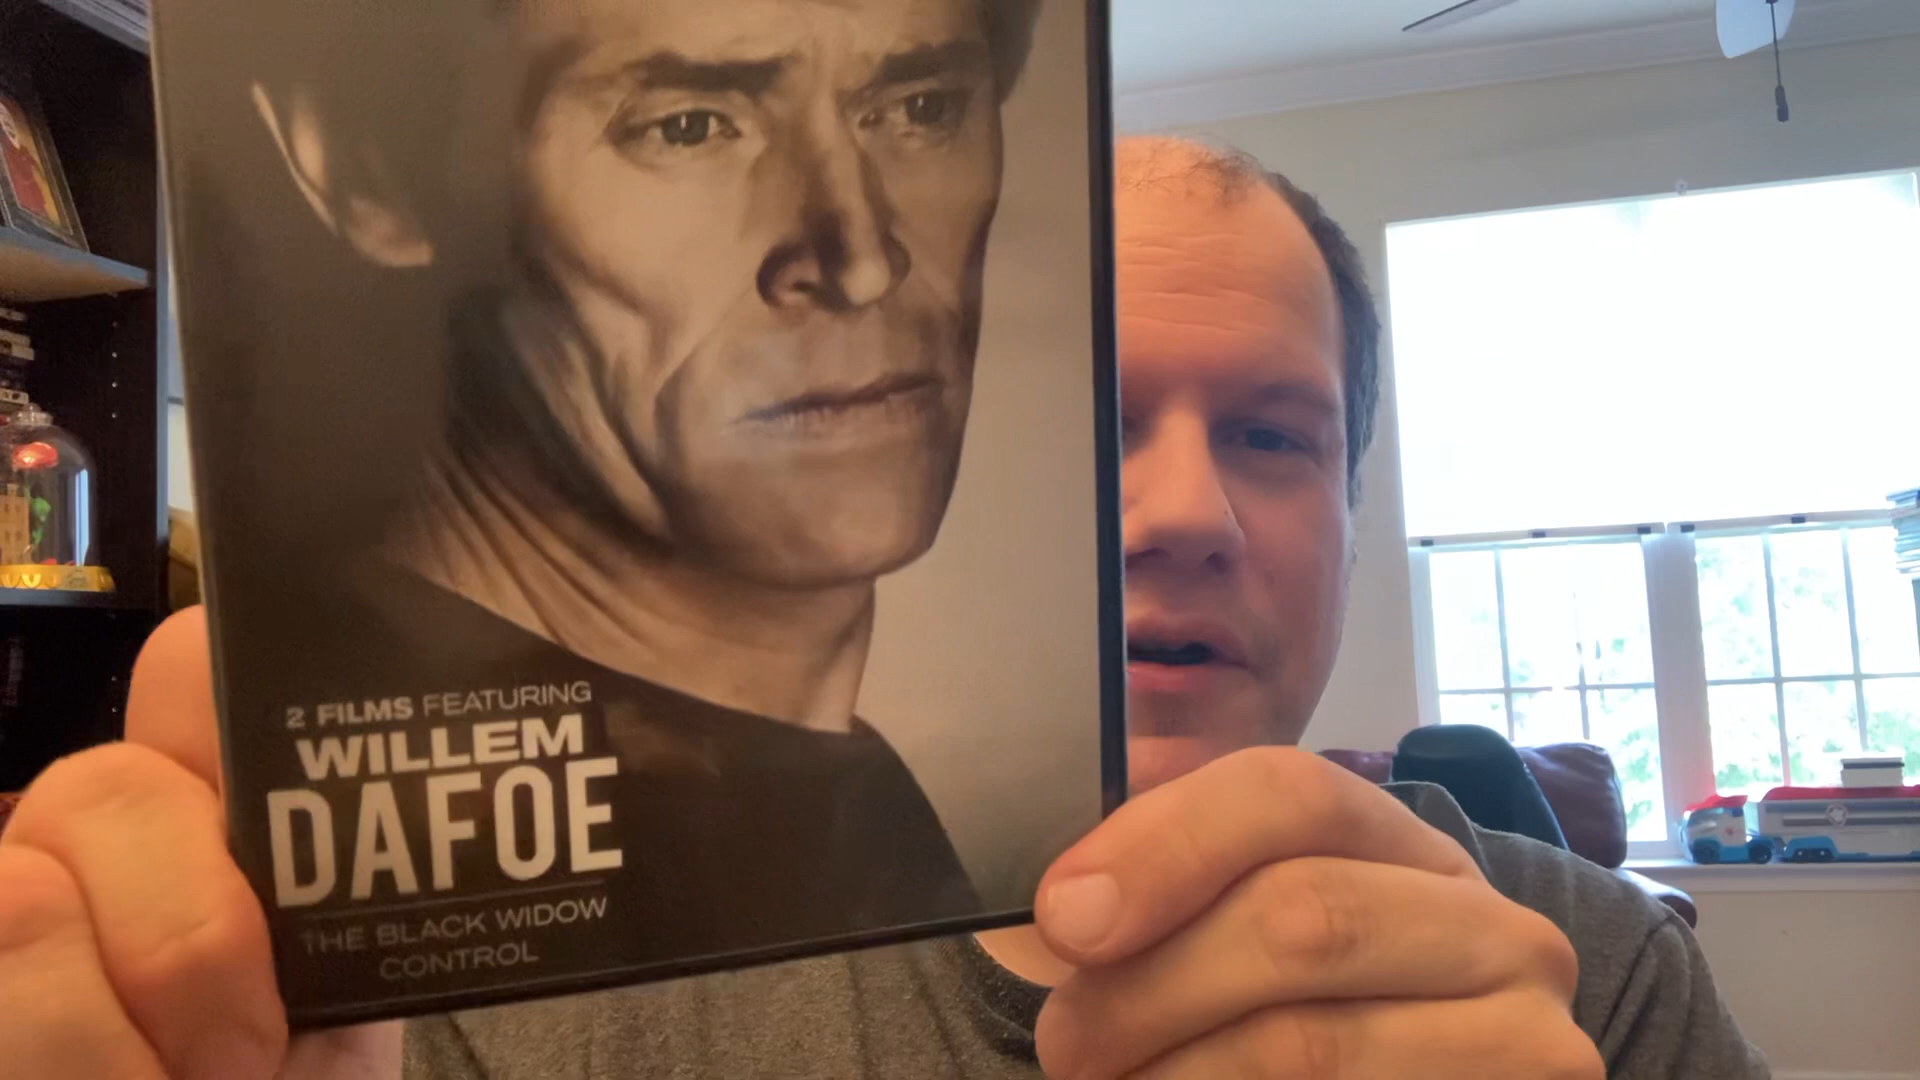 2 FILMS FEATURING
WILLEM
DAFOE
THE BLACK WIDOW
CONTROL